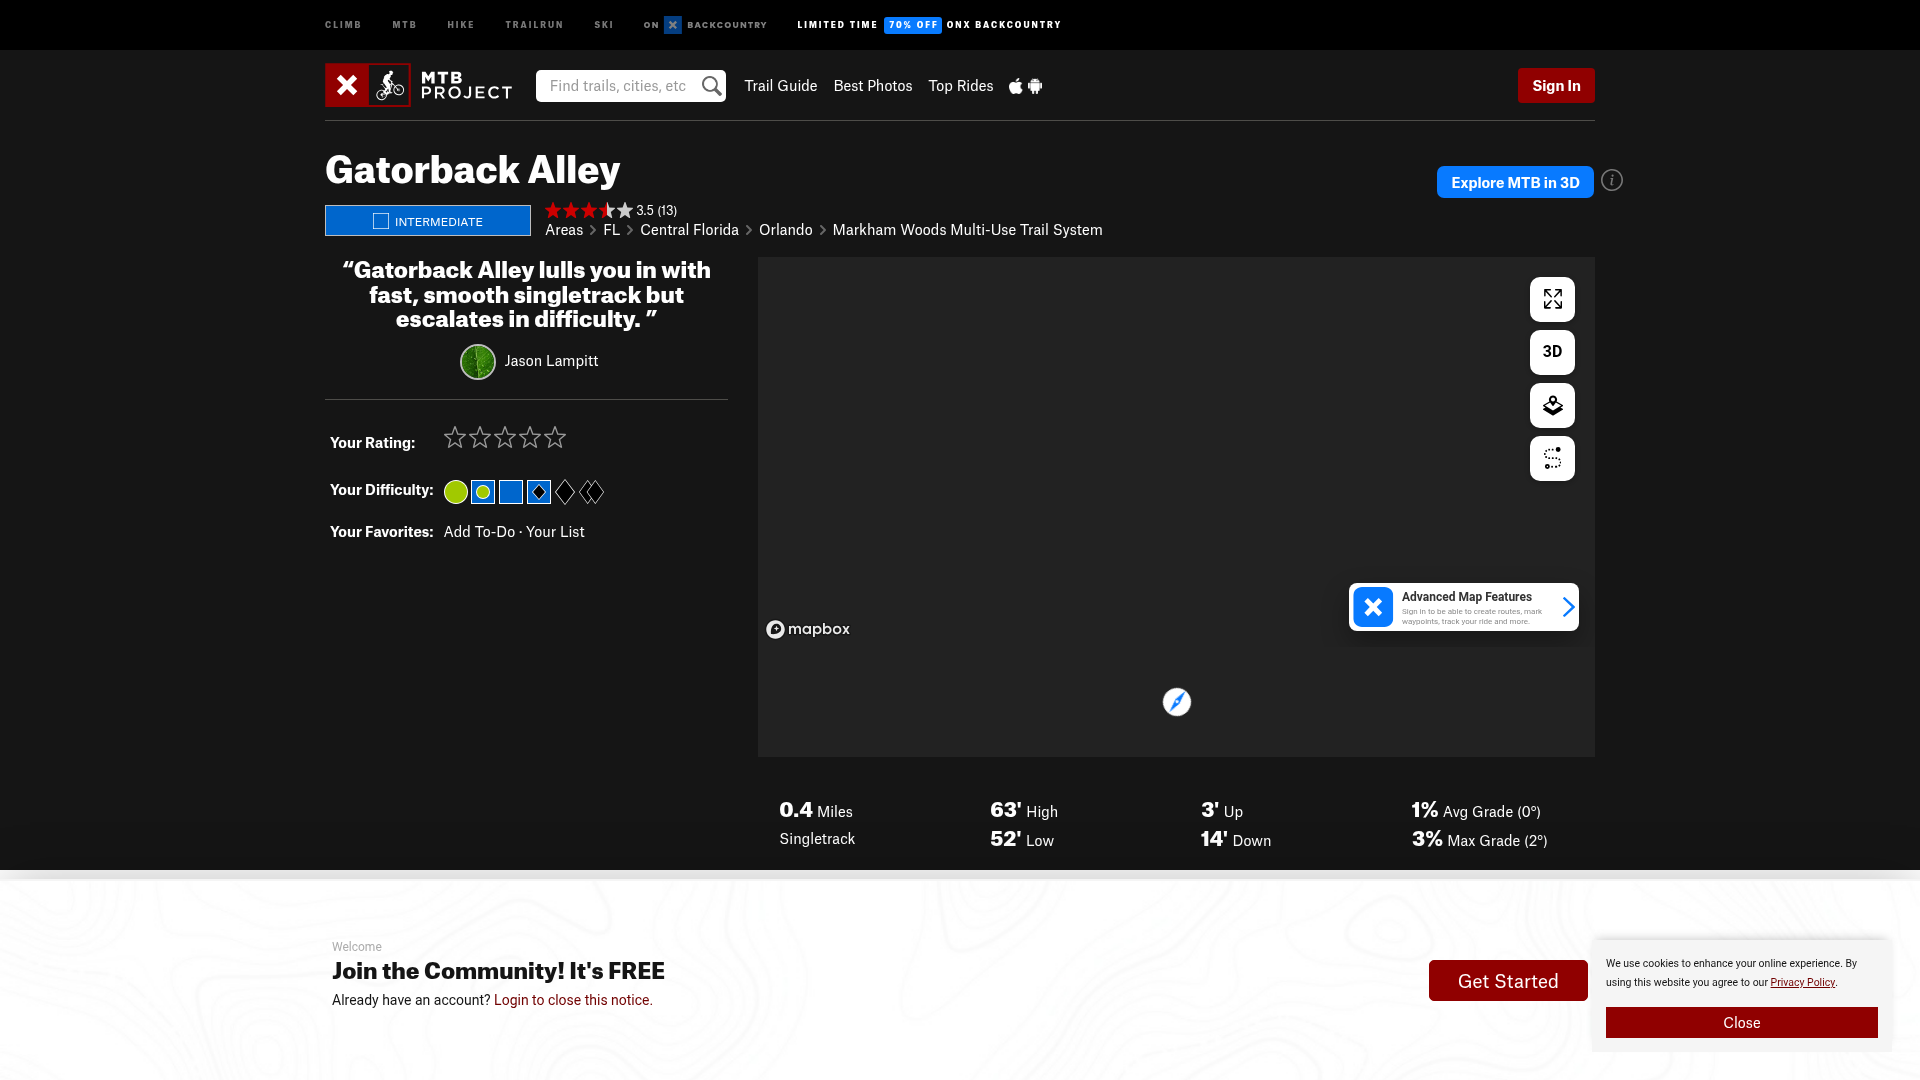 CLIMB MTB HIKE TRAILRUN SKI ON X BACKCOUNTRY LIMITED TIME 70% OFF ONX BACKCOUNTRY
MTB PROJECT
Find trails, cities, etc
Trail Guide Best Photos Top Rides
Sign In
Gatorback Alley
Explore MTB in 3D
i
INTERMEDIATE
3.5 (13)
Areas FL Central Florida Orlando Markham Woods Multi-Use Trail System
“Gatorback Alley lulls you in with
fast, smooth singletrack but
escalates in difficulty. ”
Jason Lampitt
Your Rating:
Your Difficulty:
Your Favorites: Add To-Do · Your List
3D
Advanced Map Features
Sign in to be able to create routes, mark
waypoints, track your ride and more.
mapbox
0.4 Miles 63' High 3' Up 1% Avg Grade (0°)
Singletrack 52' Low 14' Down 3% Max Grade (2°)
Welcome
Join the Community! It's FREE
Already have an account? Login to close this notice.
Get Started
We use cookies to enhance your online experience. By
using this website you agree to our Privacy Policy.
Close